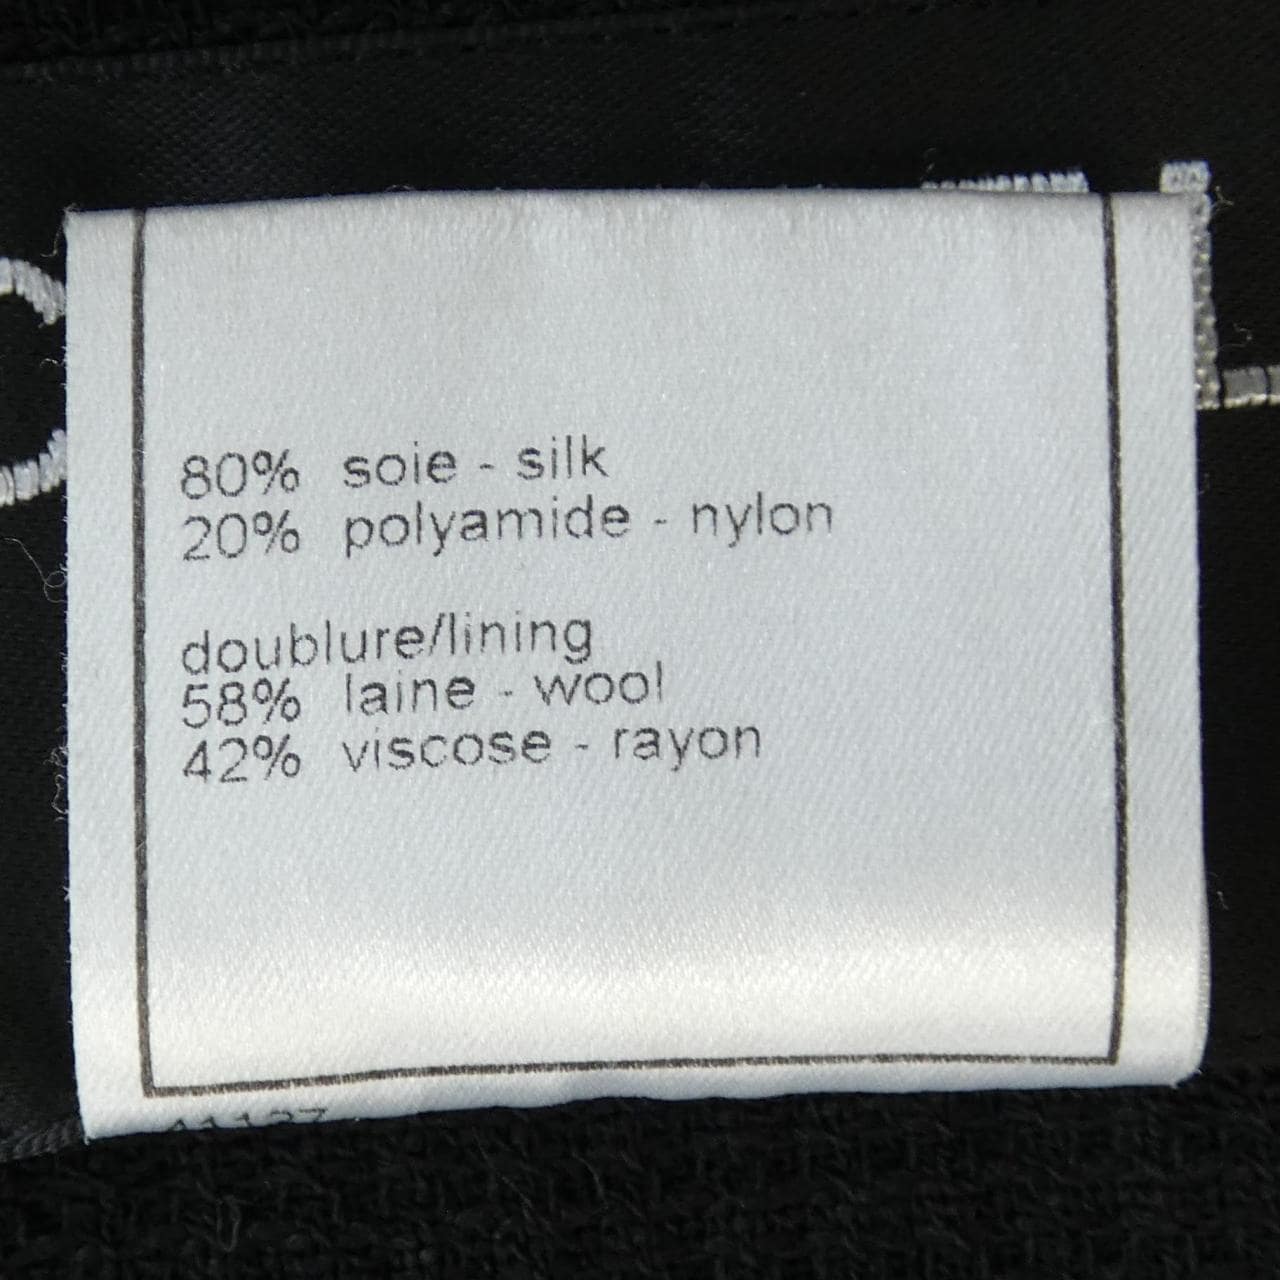 80% soie - silk
20% polyamide - nylon
doublure/lining
58% laine - wool
42% viscose - rayon